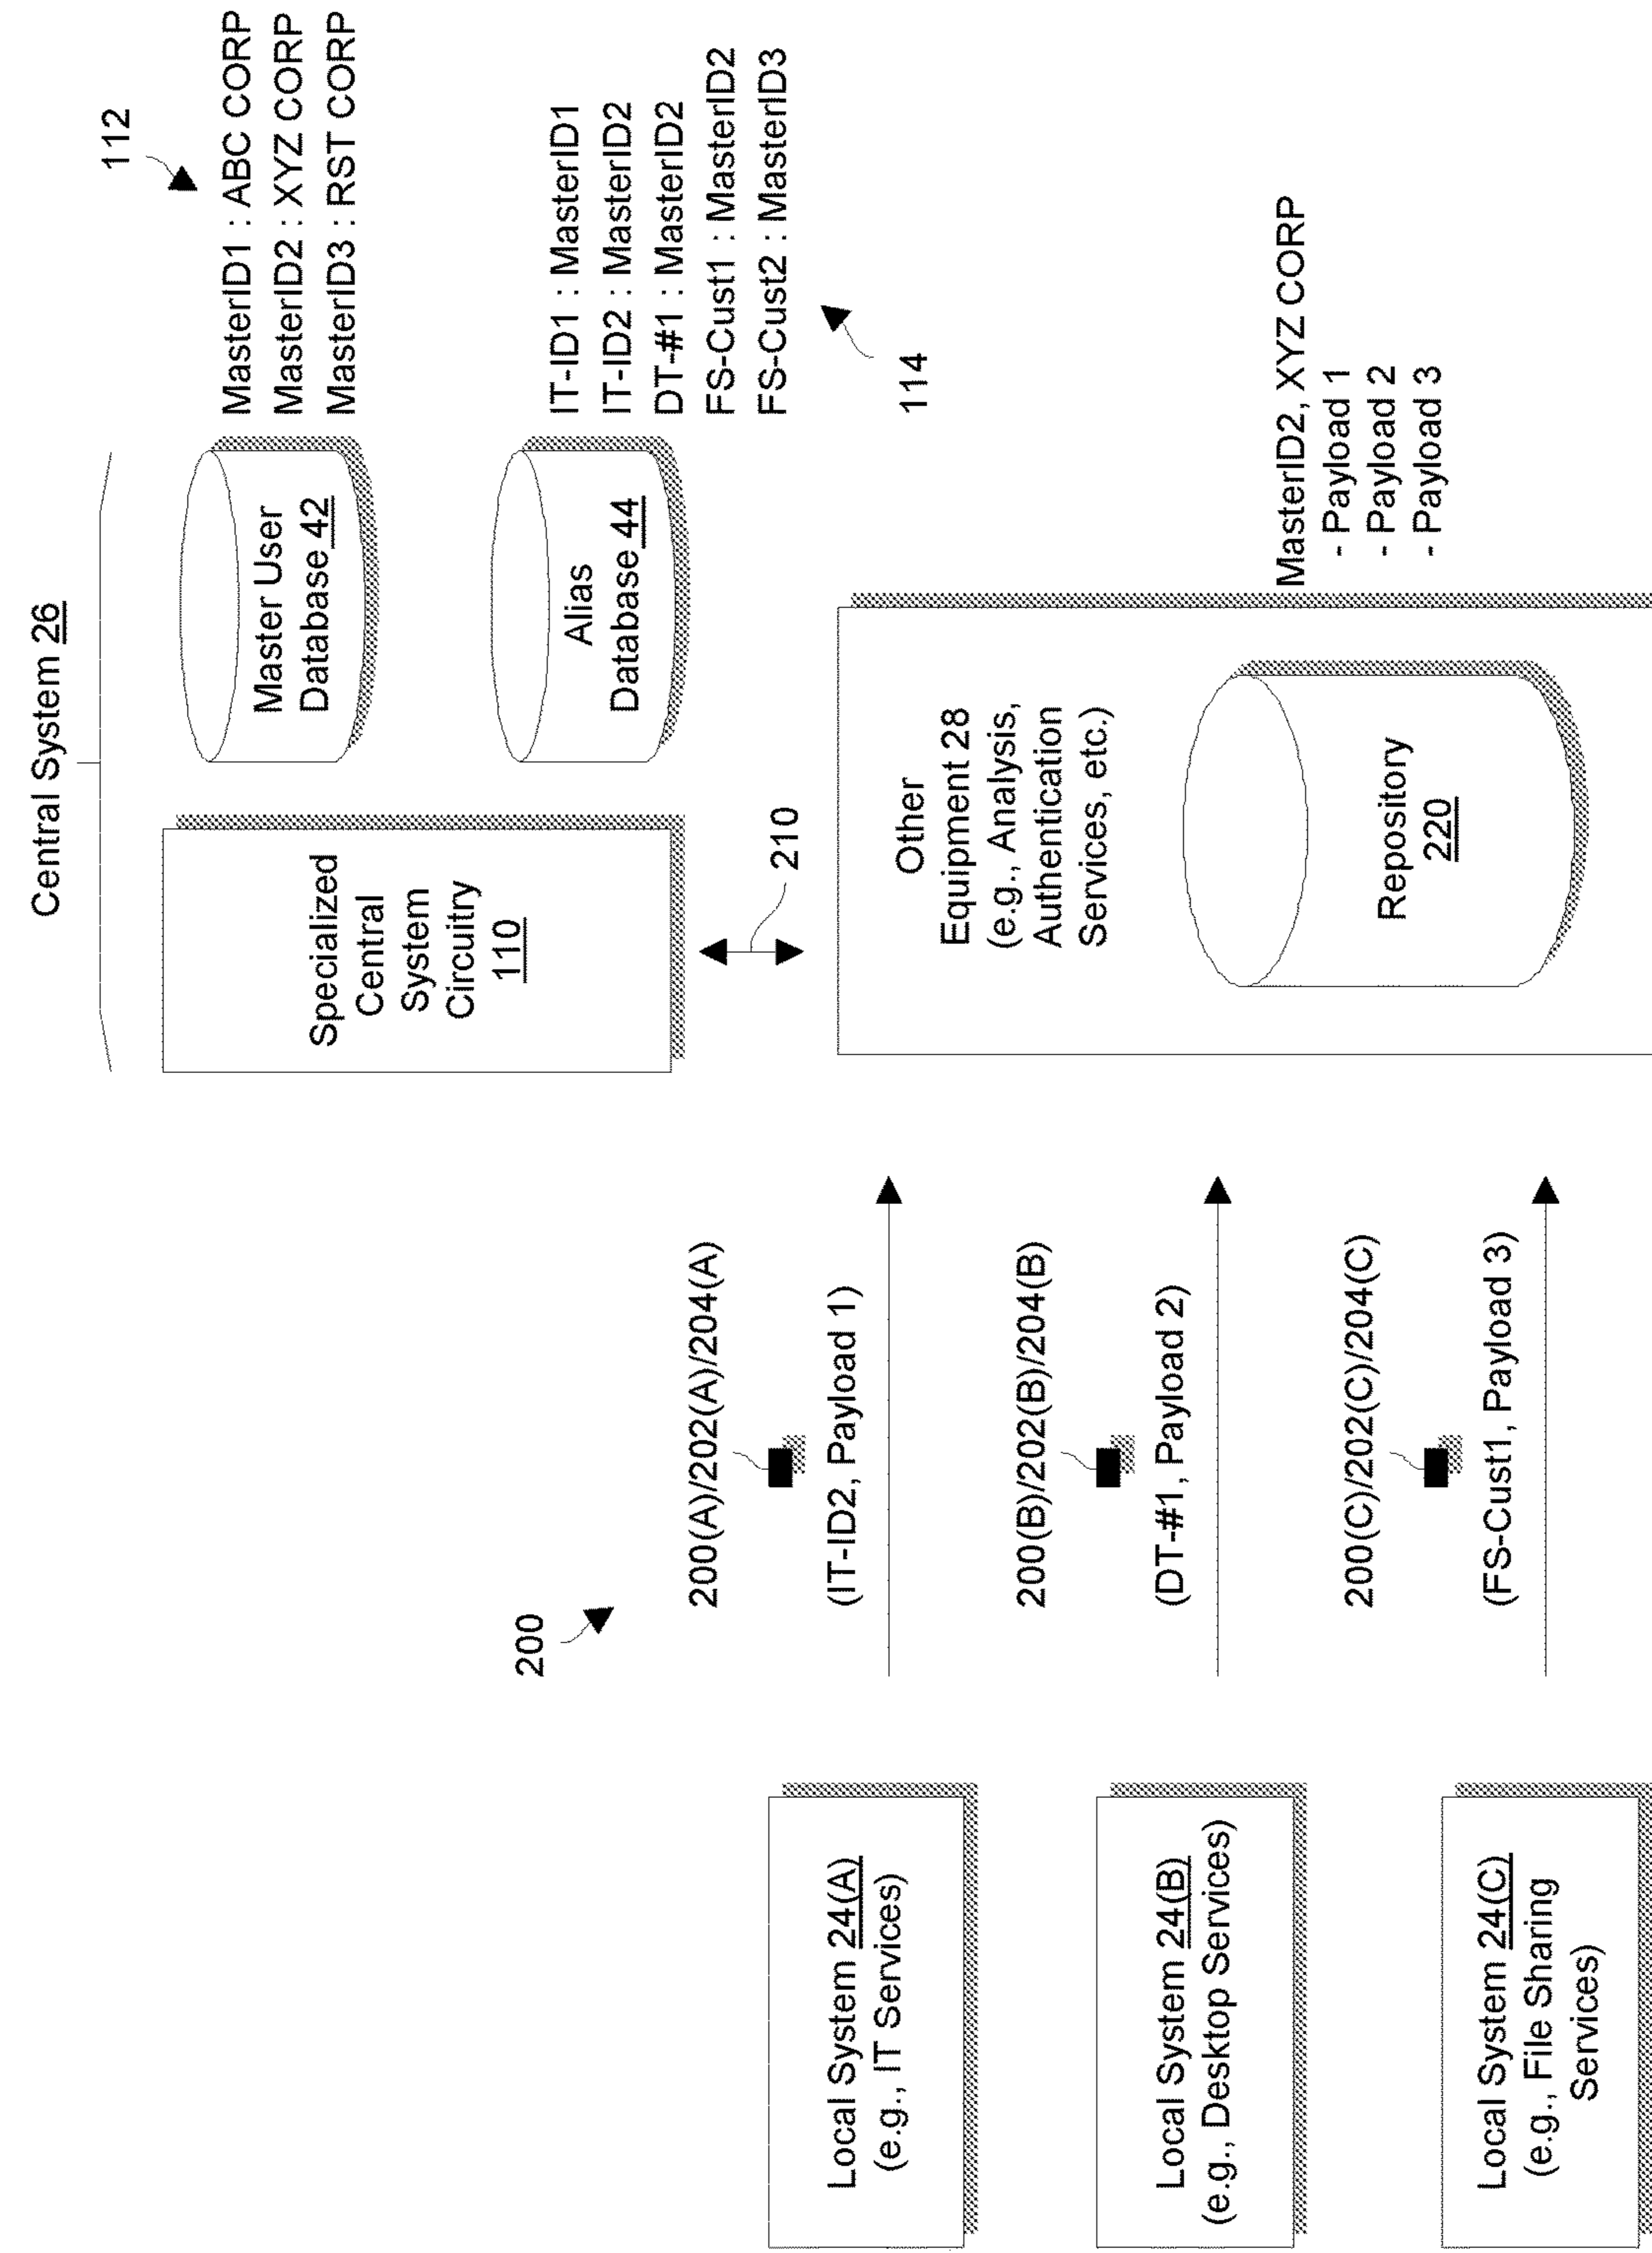 Central System 26
Specialized
Central
System
Circuitry
110
Master User
Database 42
112
MasterID1 : ABC CORP
MasterID2 : XYZ CORP
MasterID3 : RST CORP
Alias
Database 44
IT-ID1 : MasterID1
IT-ID2 : MasterID2
DT-#1 : MasterID2
FS-Cust1 : MasterID2
FS-Cust2 : MasterID3
114
210
200
Local System 24(A)
(e.g., IT Services)
200(A)/202(A)/204(A)
(IT-ID2, Payload 1)
Local System 24(B)
(e.g., Desktop Services)
200(B)/202(B)/204(B)
(DT-#1, Payload 2)
Local System 24(C)
(e.g., File Sharing
Services)
200(C)/202(C)/204(C)
(FS-Cust1, Payload 3)
Other
Equipment 28
(e.g., Analysis,
Authentication
Services, etc.)
Repository
220
MasterID2, XYZ CORP
- Payload 1
- Payload 2
- Payload 3